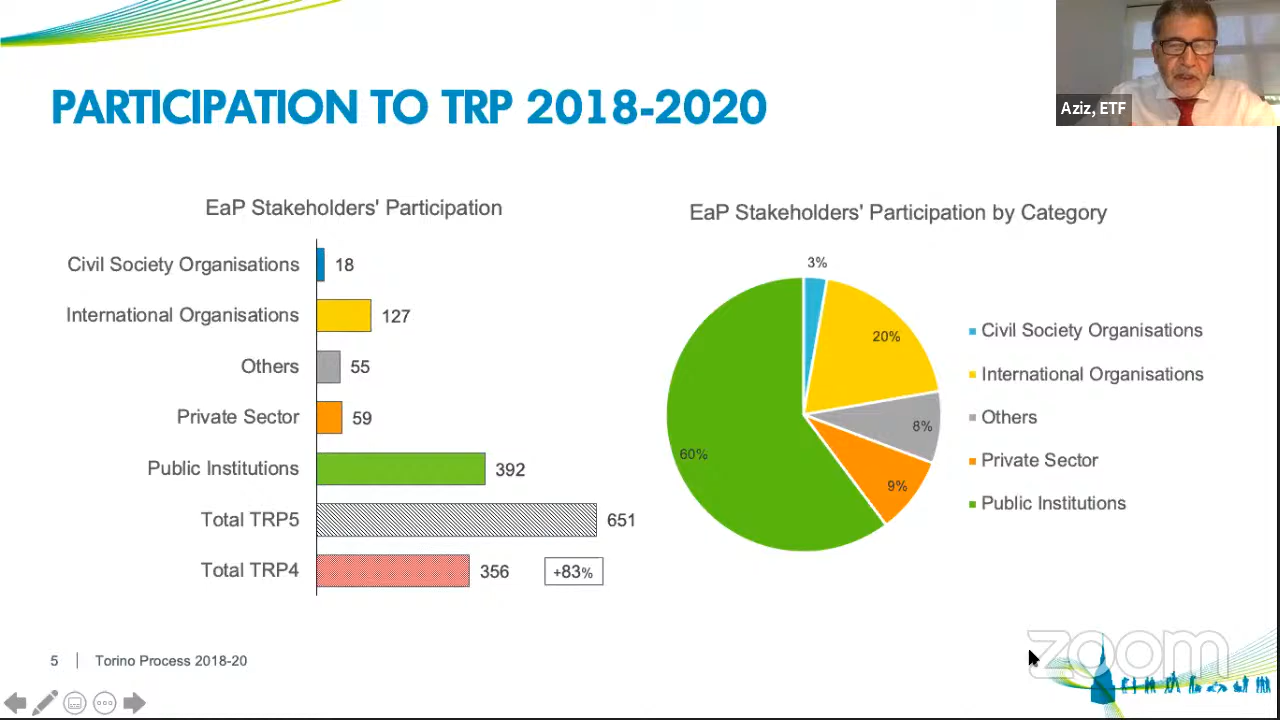 Aziz, ETF
PARTICIPATION TO TRP 2018-2020
EaP Stakeholders' Participation
Civil Society Organisations 18
International Organisations 127
Others 55
Private Sector 59
Public Institutions 392
Total TRP5 651
Total TRP4 356 +83%
EaP Stakeholders' Participation by Category
3%
20%
8%
9%
60%
Civil Society Organisations
International Organisations
Others
Private Sector
Public Institutions
5 | Torino Process 2018-20
zoom